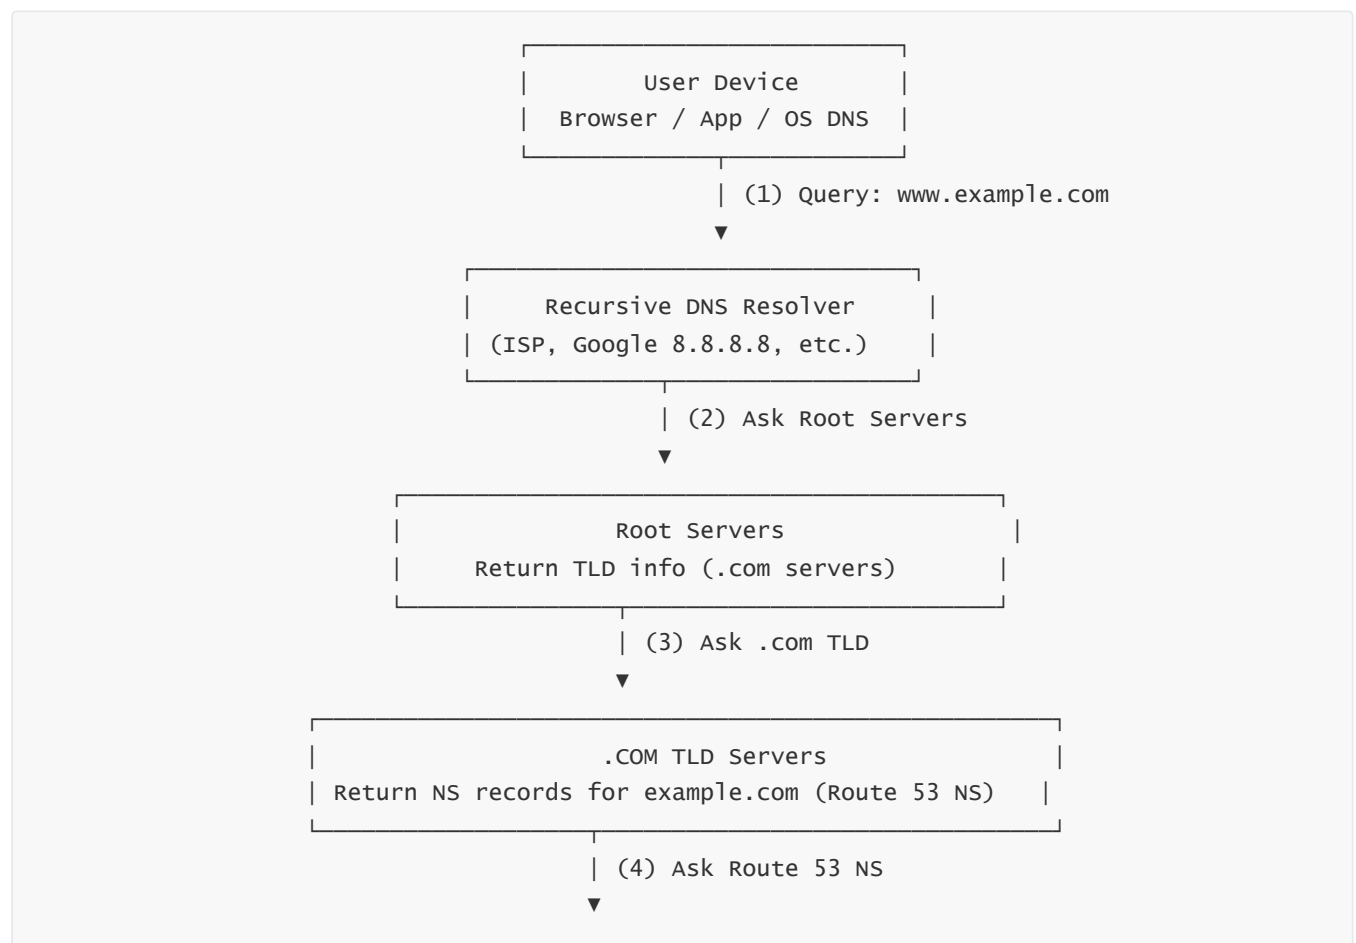 User Device
Browser / App / OS DNS
(1) Query: www.example.com
▼
Recursive DNS Resolver
(ISP, Google 8.8.8.8, etc.)
(2) Ask Root Servers
▼
Root Servers
Return TLD info (.com servers)
(3) Ask .com TLD
▼
.COM TLD Servers
Return NS records for example.com (Route 53 NS)
(4) Ask Route 53 NS
▼